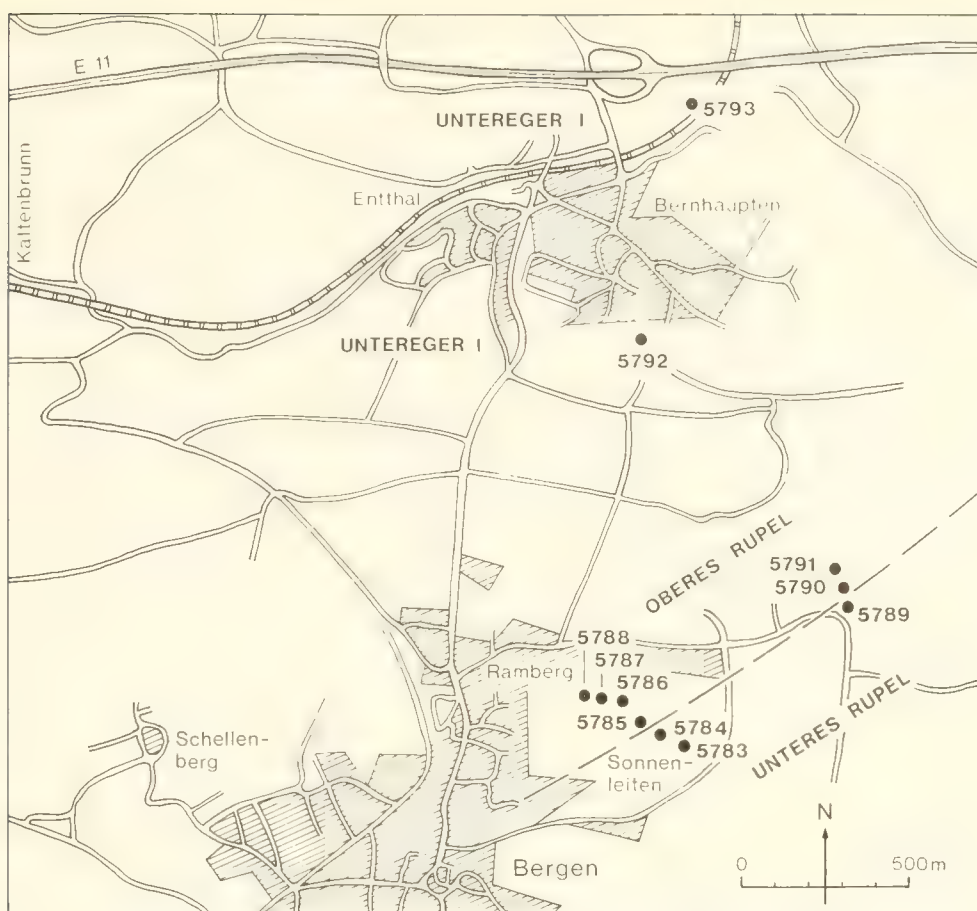 E 11
5793
UNTEREGER I
Kaltenbrunn
Entthal
Bernhaupten
UNTEREGER I
5792
OBERES RUPEL
5791
5790
5789
5788
5787
Ramberg
5786
5785
5784
5783
UNTERES RUPEL
Schellen-
berg
Sonnen-
leiten
N
Bergen
0 500m